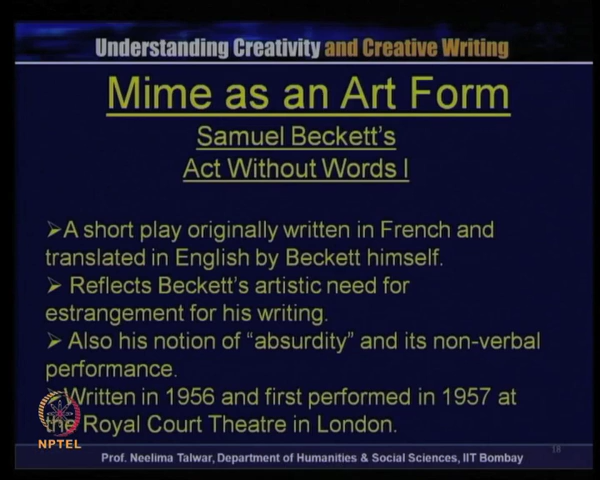 Understanding Creativity and Creative Writing
Mime as an Art Form
Samuel Beckett's
Act Without Words I
➢A short play originally written in French and
translated in English by Beckett himself.
➢ Reflects Beckett's artistic need for
estrangement for his writing.
➢ Also his notion of “absurdity” and its non-verbal
performance.
➢Written in 1956 and first performed in 1957 at
the Royal Court Theatre in London.
NPTEL
Prof. Neelima Talwar, Department of Humanities & Social Sciences, IIT Bombay
18